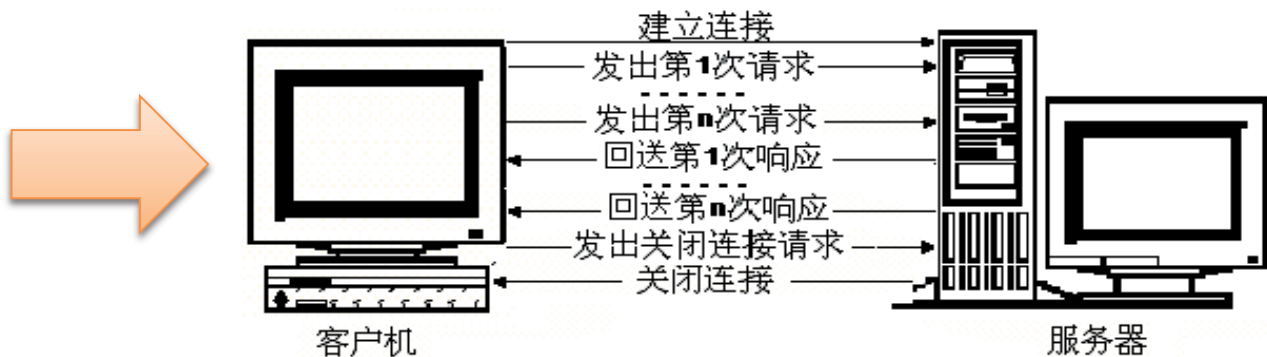 建立连接
发出第1次请求
------
发出第n次请求
回送第1次响应
------
回送第n次响应
发出关闭连接请求
关闭连接
客户机
服务器